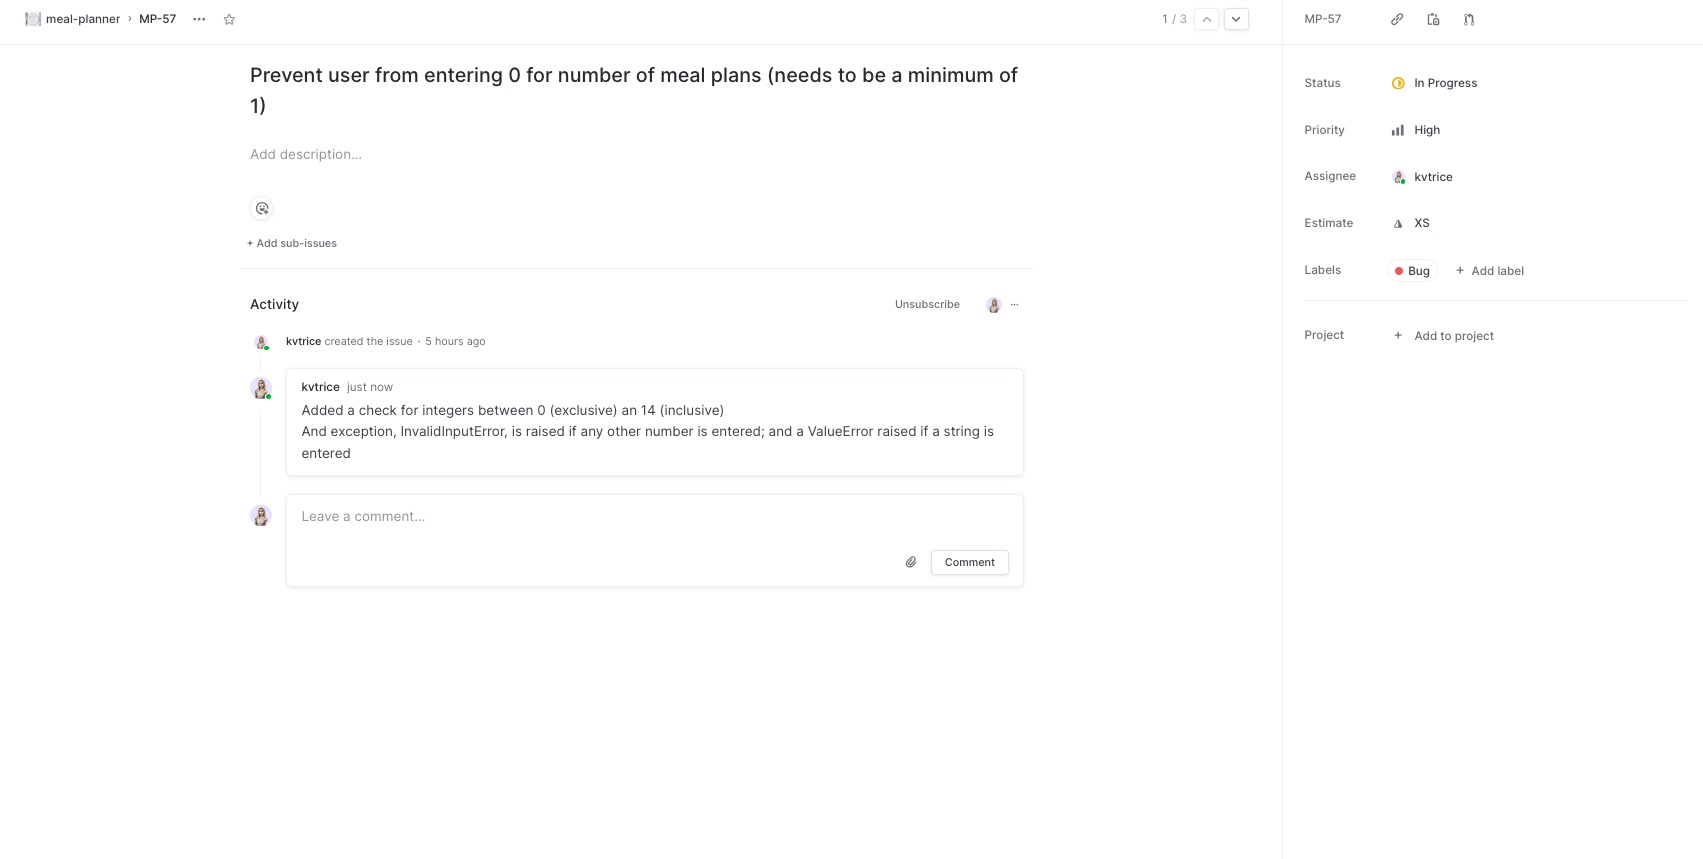 meal-planner › MP-57
1 / 3
Prevent user from entering 0 for number of meal plans (needs to be a minimum of
1)
Add description...
+ Add sub-issues
Activity
Unsubscribe
kvtrice created the issue · 5 hours ago
kvtrice just now
Added a check for integers between 0 (exclusive) an 14 (inclusive)
And exception, InvalidInputError, is raised if any other number is entered; and a ValueError raised if a string is
entered
Leave a comment...
Comment
MP-57
Status In Progress
Priority High
Assignee kvtrice
Estimate XS
Labels Bug + Add label
Project + Add to project